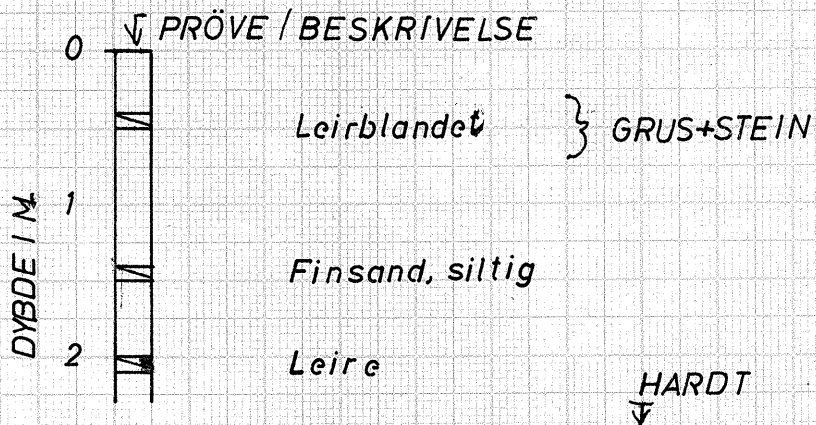 PRÖVE / BESKRIVELSE
0
Leirblandet } GRUS+STEIN
1
DYBDE I M
Finsand, siltig
2
Leire
HARDT